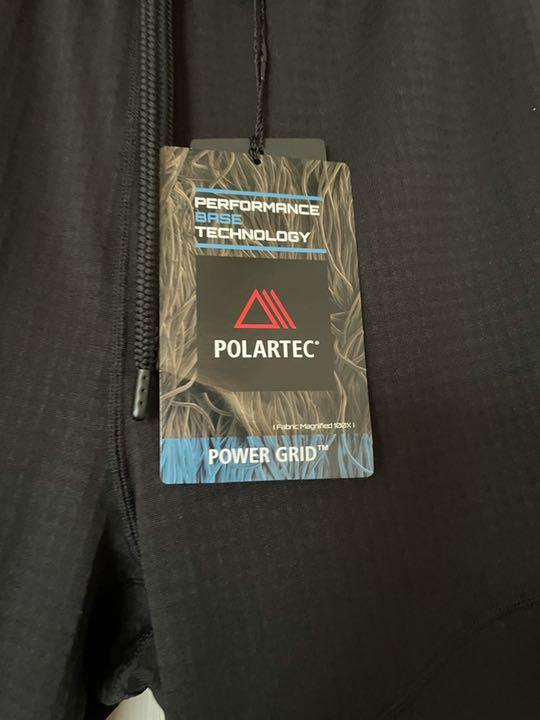 PERFORMANCE
BASE
TECHNOLOGY
POLARTEC®
( Fabric Magnified 100X )
POWER GRID™